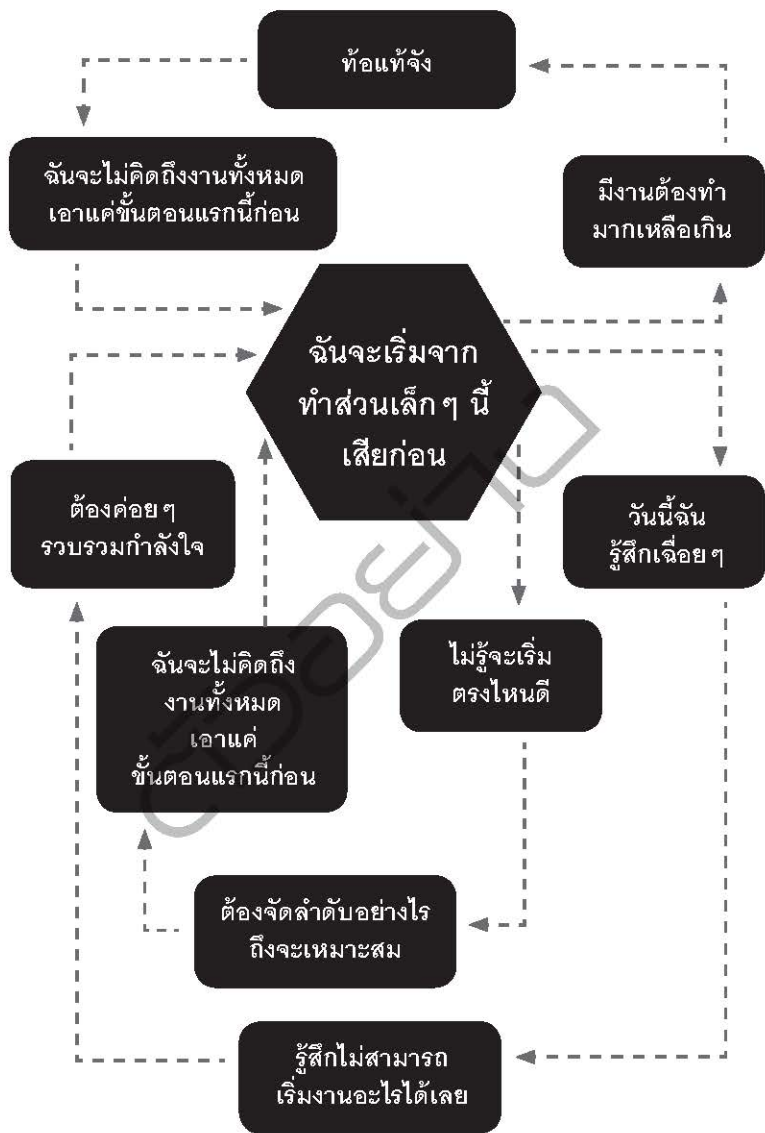 ท้อแท้จัง
ฉันจะไม่คิดถึงงานทั้งหมด
เอาแค่ขั้นตอนแรกนี้ก่อน
มีงานต้องทำ
มากเหลือเกิน
ฉันจะเริ่มจาก
ทำส่วนเล็กๆ นี้
เสียก่อน
ต้องค่อยๆ
รวบรวมกำลังใจ
วันนี้ฉัน
รู้สึกเฉื่อยๆ
ฉันจะไม่คิดถึง
งานทั้งหมด
เอาแค่
ขั้นตอนแรกนี้ก่อน
ไม่รู้จะเริ่ม
ตรงไหนดี
ต้องจัดลำดับอย่างไร
ถึงจะเหมาะสม
รู้สึกไม่สามารถ
เริ่มงานอะไรได้เลย
ตัวอย่าง